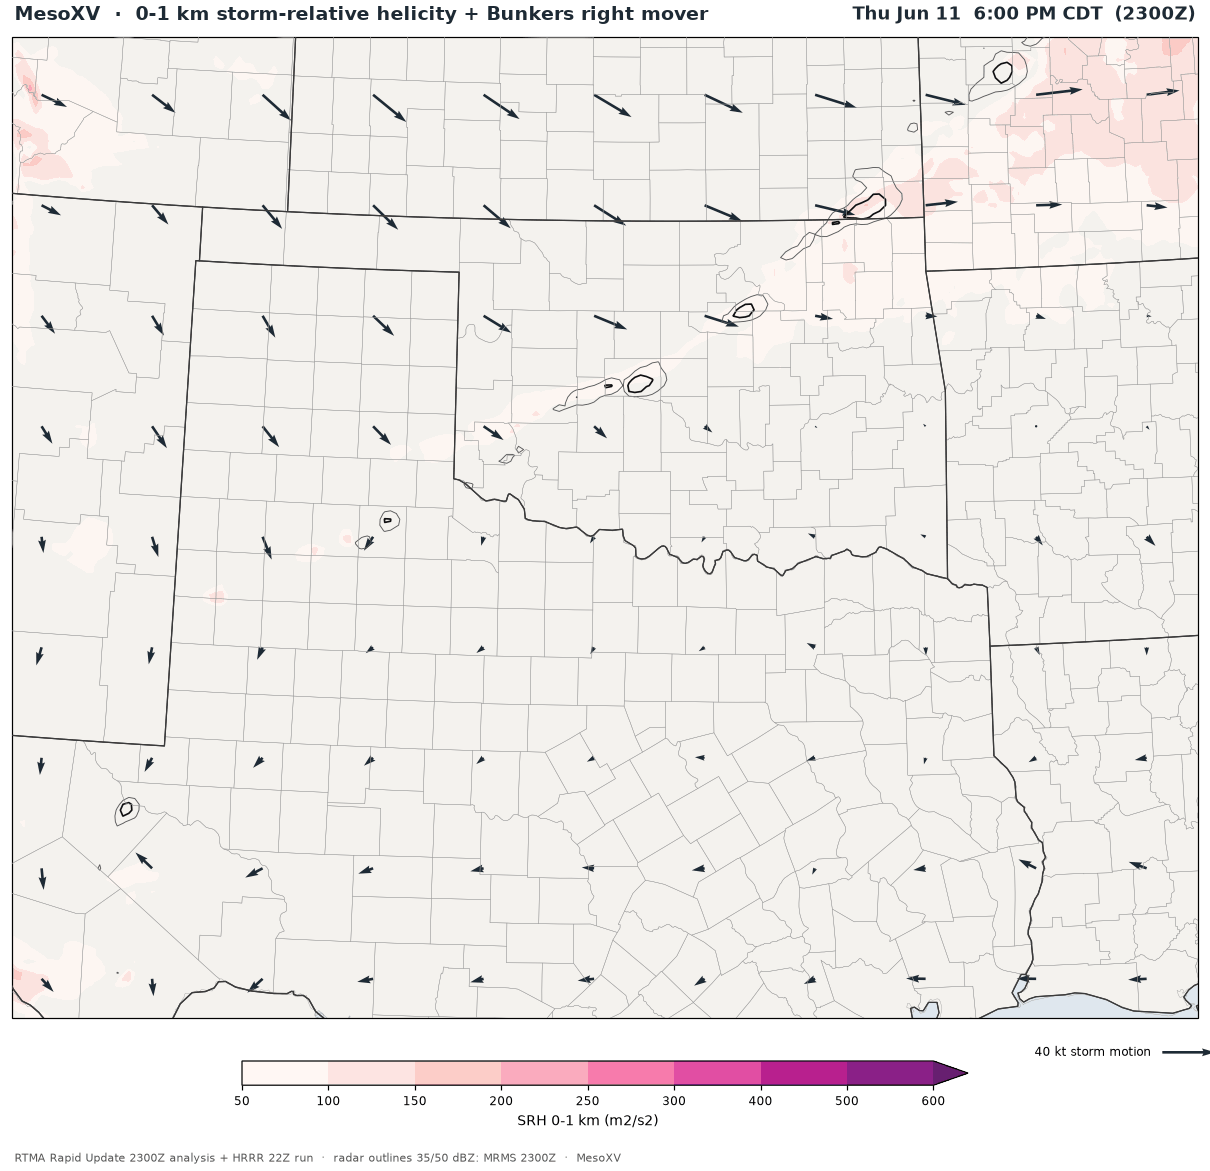 MesoXV · 0-1 km storm-relative helicity + Bunkers right mover
Thu Jun 11 6:00 PM CDT (2300Z)
40 kt storm motion
50 100 150 200 250 300 400 500 600
SRH 0-1 km (m2/s2)
RTMA Rapid Update 2300Z analysis + HRRR 22Z run · radar outlines 35/50 dBZ: MRMS 2300Z · MesoXV